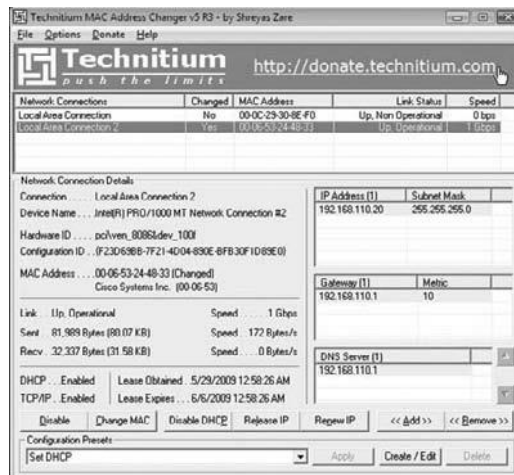 Technitium MAC Address Changer v5 R3 - by Shreyas Zare
File Options Donate Help
Technitium
push the limits
http://donate.technitium.com
Network Connections Changed MAC Address Link Status Speed
Local Area Connection No 00-0C-29-30-8E-F0 Up, Non Operational 0 bps
Local Area Connection 2 Yes 00-06-53-24-48-33 Up, Operational 1 Gbps
Network Connection Details
Connection .... Local Area Connection 2
Device Name ... Intel(R) PRO/1000 MT Network Connection #2
Hardware ID .... pci\ven_8086&dev_100f
Configuration ID .. {F23D69BB-7F21-4D04-890E-BFB30F1D89E0}
MAC Address .... 00-06-53-24-48-33 (Changed)
Cisco Systems Inc. (00-06-53)
Link ... Up, Operational Speed ..... 1 Gbps
Sent ... 81,989 Bytes (80.07 KB) Speed ... 172 Bytes/s
Recv ... 32,337 Bytes (31.58 KB) Speed ..... 0 Bytes/s
DHCP ... Enabled Lease Obtained . 5/29/2009 12:58:26 AM
TCP/IP .. Enabled Lease Expires ... 6/6/2009 12:58:26 AM
IP Address (1) Subnet Mask
192.168.110.20 255.255.255.0
Gateway (1) Metric
192.168.110.1 10
DNS Server (1)
192.168.110.1
Disable Change MAC Disable DHCP Release IP Renew IP << Add >> << Remove >>
Configuration Presets
Set DHCP Apply Create / Edit Delete